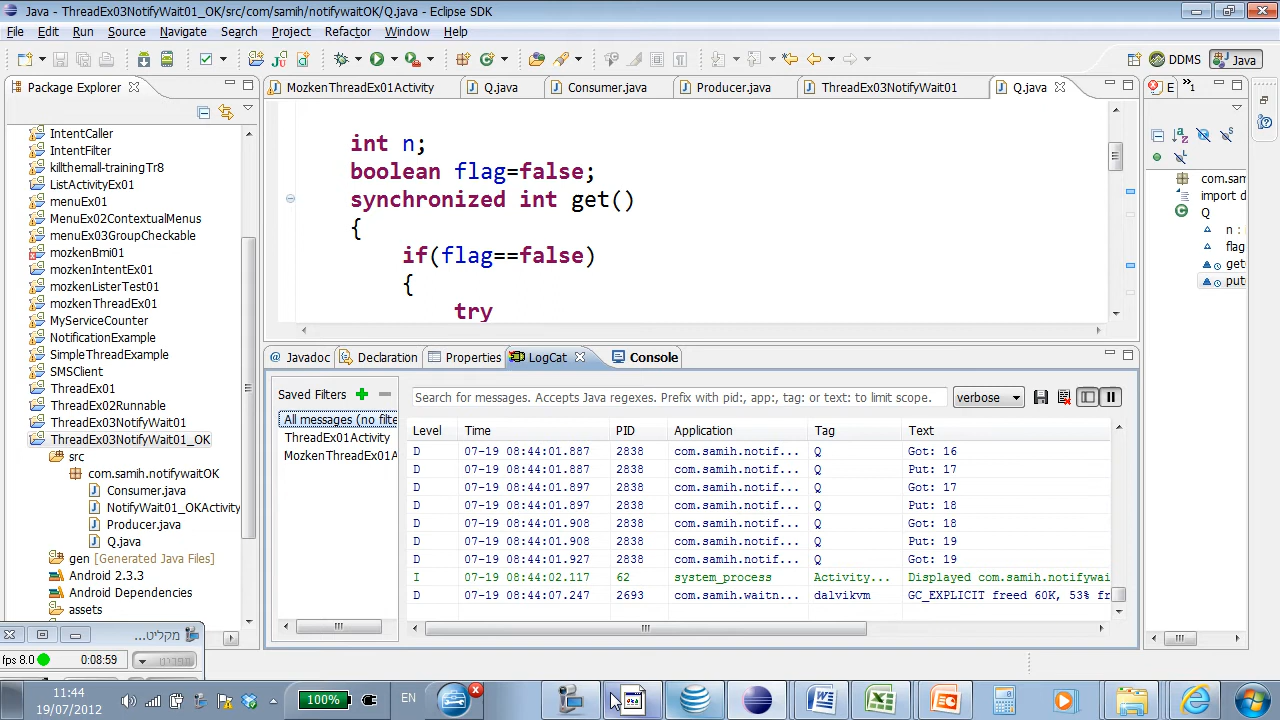 Java - ThreadEx03NotifyWait01_OK/src/com/samih/notifywaitOK/Q.java - Eclipse SDK
File Edit Run Source Navigate Search Project Refactor Window Help
DDMS Java
Package Explorer
MozkenThreadEx01Activity Q.java Consumer.java Producer.java ThreadEx03NotifyWait01 Q.java
E »1
IntentCaller
IntentFilter
killthemall-trainingTr8
ListActivityEx01
menuEx01
MenuEx02ContextualMenus
menuEx03GroupCheckable
mozkenBmi01
mozkenIntentEx01
mozkenListerTest01
mozkenThreadEx01
MyServiceCounter
NotificationExample
SimpleThreadExample
SMSClient
ThreadEx01
ThreadEx02Runnable
ThreadEx03NotifyWait01
ThreadEx03NotifyWait01_OK
src
com.samih.notifywaitOK
Consumer.java
NotifyWait01_OKActivity
Producer.java
Q.java
gen [Generated Java Files]
Android 2.3.3
Android Dependencies
assets
int n;
boolean flag=false;
synchronized int get()
{
if(flag==false)
{
try
com.sam
import d
Q
n :
flag
get
put
@ Javadoc Declaration Properties LogCat Console
Saved Filters
All messages (no filte
ThreadEx01Activity
MozkenThreadEx01A
Search for messages. Accepts Java regexes. Prefix with pid:, app:, tag: or text: to limit scope. verbose
Level Time PID Application Tag Text
D 07-19 08:44:01.887 2838 com.samih.notif... Q Got: 16
D 07-19 08:44:01.887 2838 com.samih.notif... Q Put: 17
D 07-19 08:44:01.897 2838 com.samih.notif... Q Got: 17
D 07-19 08:44:01.897 2838 com.samih.notif... Q Put: 18
D 07-19 08:44:01.908 2838 com.samih.notif... Q Got: 18
D 07-19 08:44:01.908 2838 com.samih.notif... Q Put: 19
D 07-19 08:44:01.927 2838 com.samih.notif... Q Got: 19
I 07-19 08:44:02.117 62 system_process Activity... Displayed com.samih.notifywai
D 07-19 08:44:07.247 2693 com.samih.waitn... dalvikvm GC_EXPLICIT freed 60K, 53% fr
מקליט...
fps 8.0 0:08:59 תפריט
11:44
19/07/2012
100%
EN